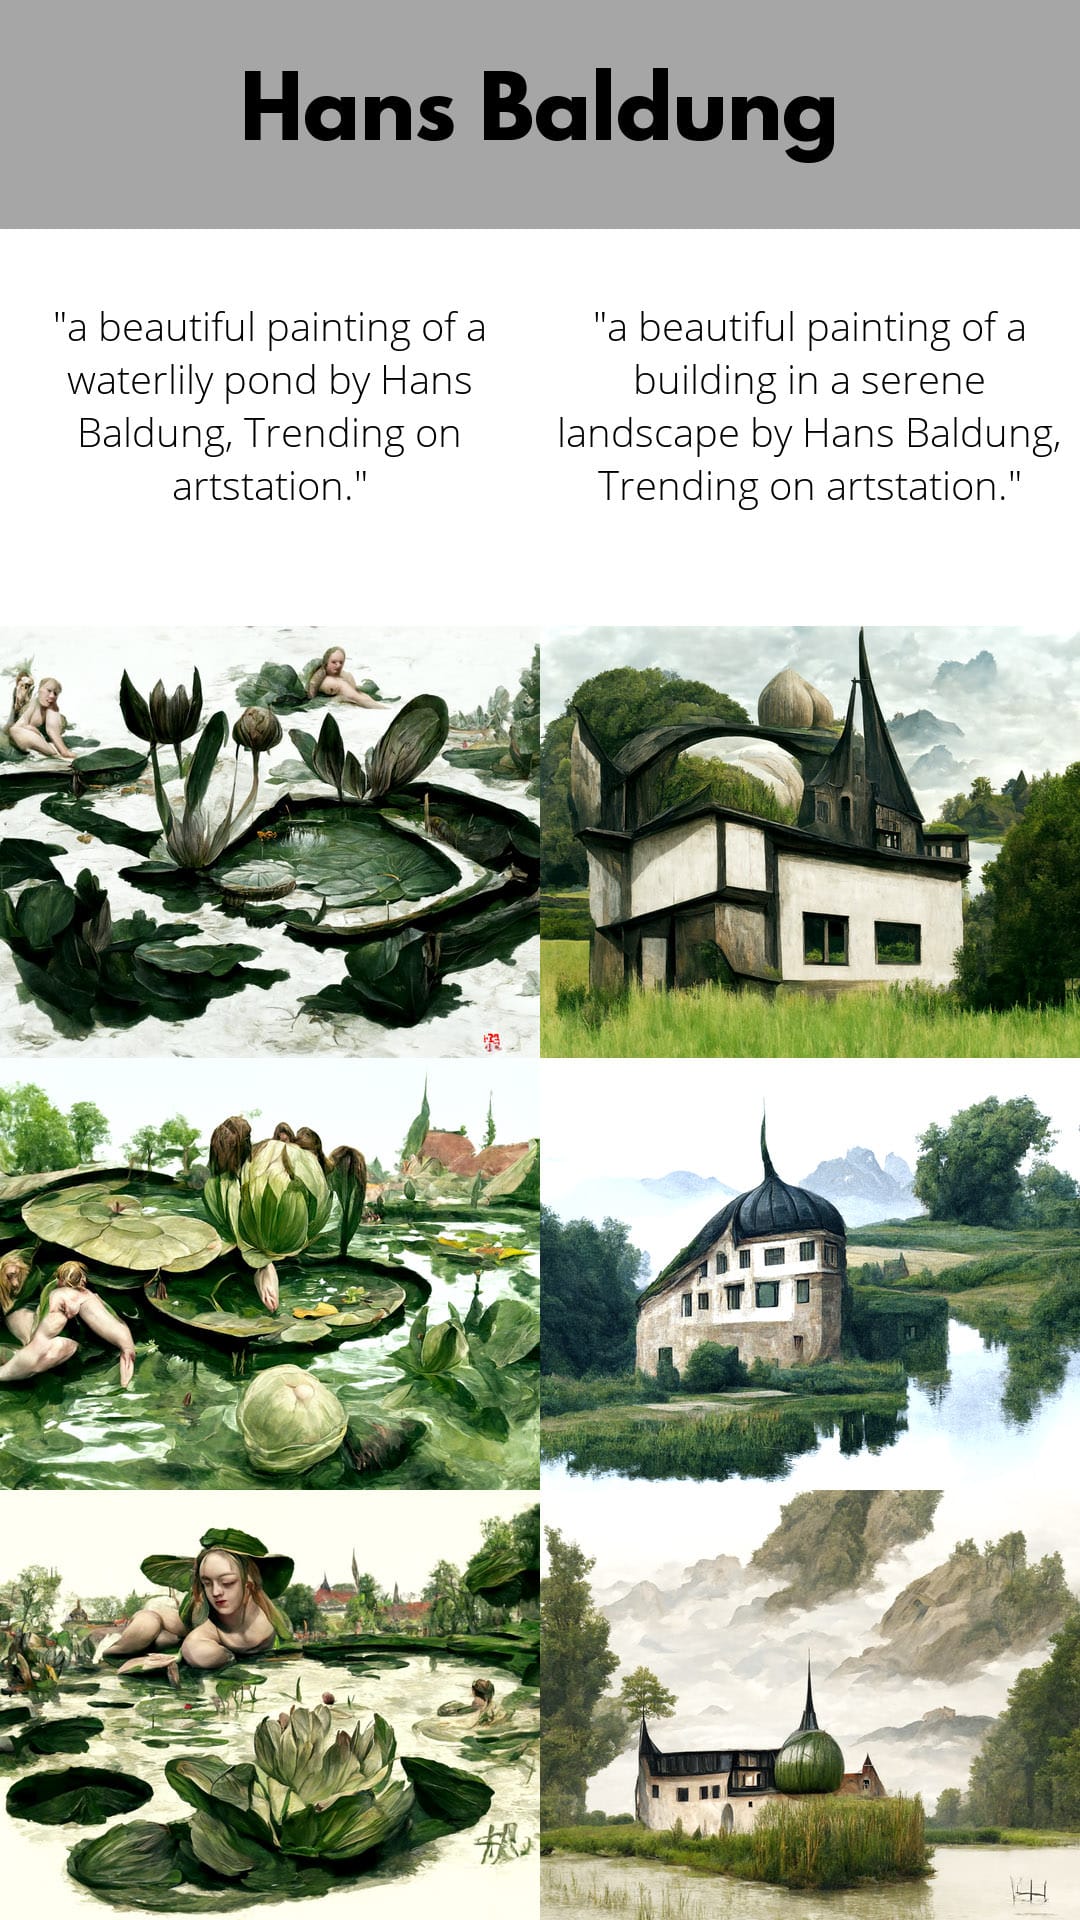 Hans Baldung
"a beautiful painting of a
waterlily pond by Hans
Baldung, Trending on
artstation."
"a beautiful painting of a
building in a serene
landscape by Hans Baldung,
Trending on artstation."